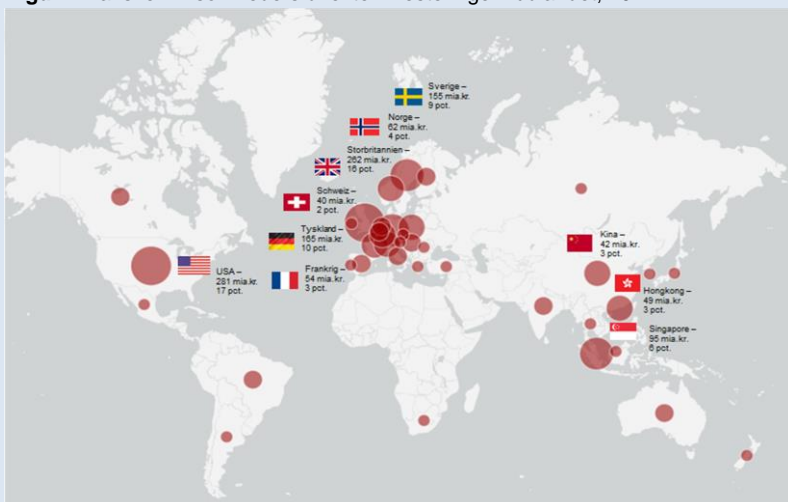 Sverige –
155 mia.kr.
9 pct.
Norge –
62 mia.kr.
4 pct.
Storbritannien –
262 mia.kr.
16 pct.
Schweiz –
40 mia.kr.
2 pct.
Tyskland –
165 mia.kr.
10 pct.
Frankrig –
54 mia.kr.
3 pct.
USA –
281 mia.kr.
17 pct.
Kina –
42 mia.kr.
3 pct.
Hongkong –
49 mia.kr.
3 pct.
Singapore –
95 mia.kr.
6 pct.